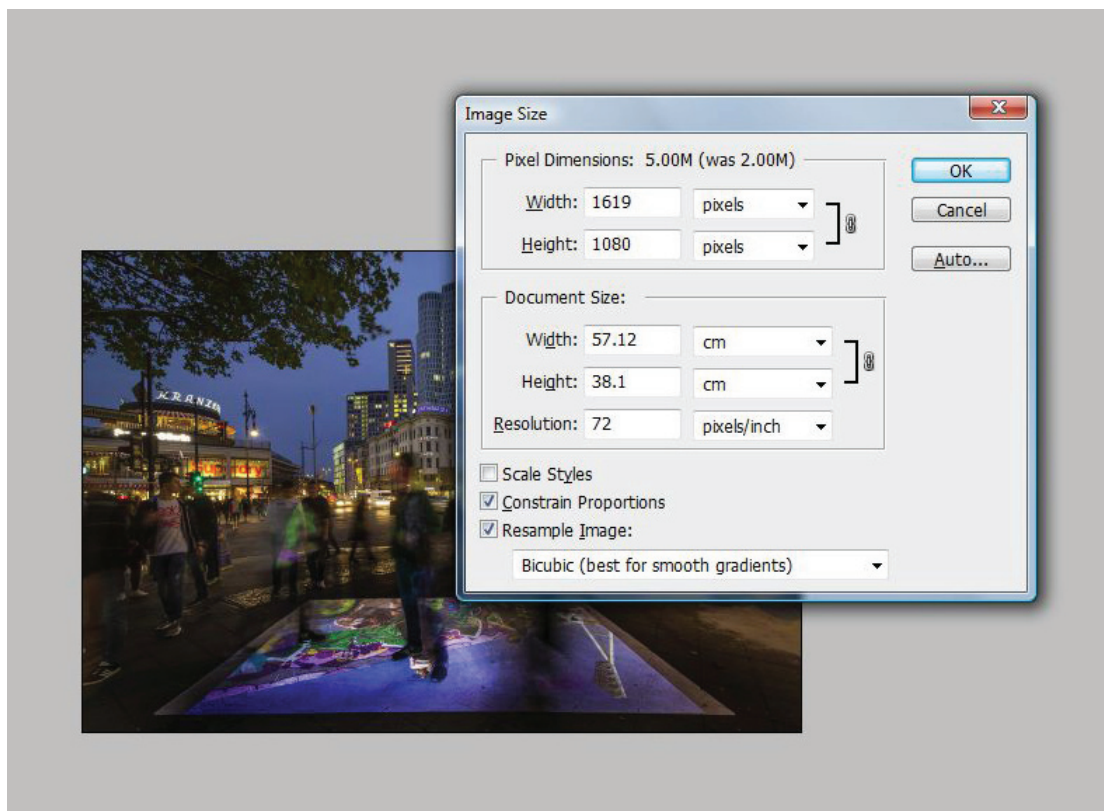 Image Size
Pixel Dimensions: 5.00M (was 2.00M)
Width: 1619 pixels
Height: 1080 pixels
Document Size:
Width: 57.12 cm
Height: 38.1 cm
Resolution: 72 pixels/inch
Scale Styles
Constrain Proportions
Resample Image:
Bicubic (best for smooth gradients)
OK
Cancel
Auto...
KRANZL
Superdry